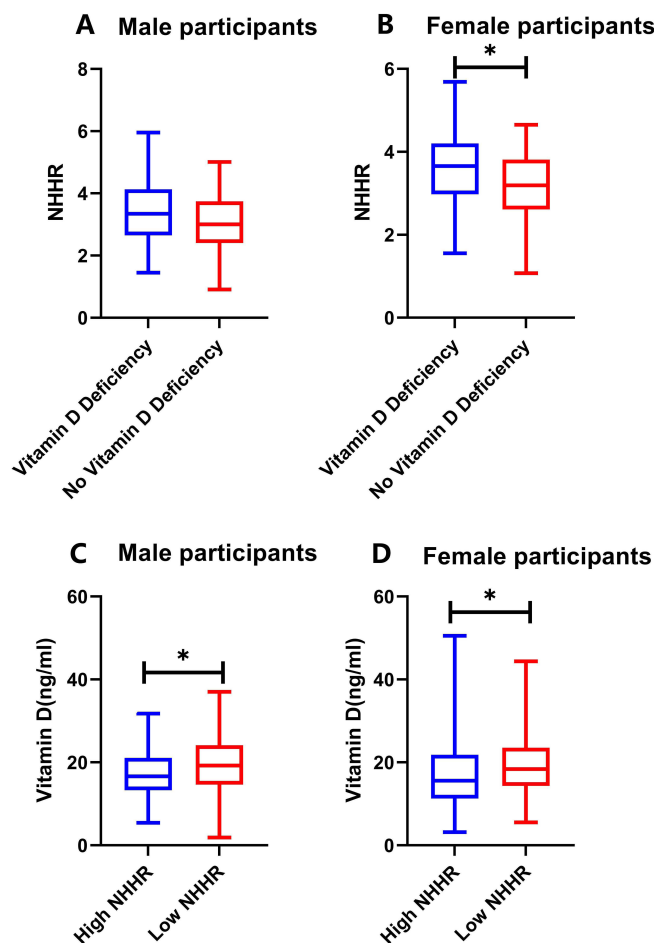 A Male participants
8
6
4
2
0
NHHR
Vitamin D Deficiency
No Vitamin D Deficiency
B Female participants
*
6
4
2
0
NHHR
Vitamin D Deficiency
No Vitamin D Deficiency
C Male participants
*
60
40
20
0
Vitamin D(ng/ml)
High NHHR
Low NHHR
D Female participants
*
60
40
20
0
Vitamin D(ng/ml)
High NHHR
Low NHHR